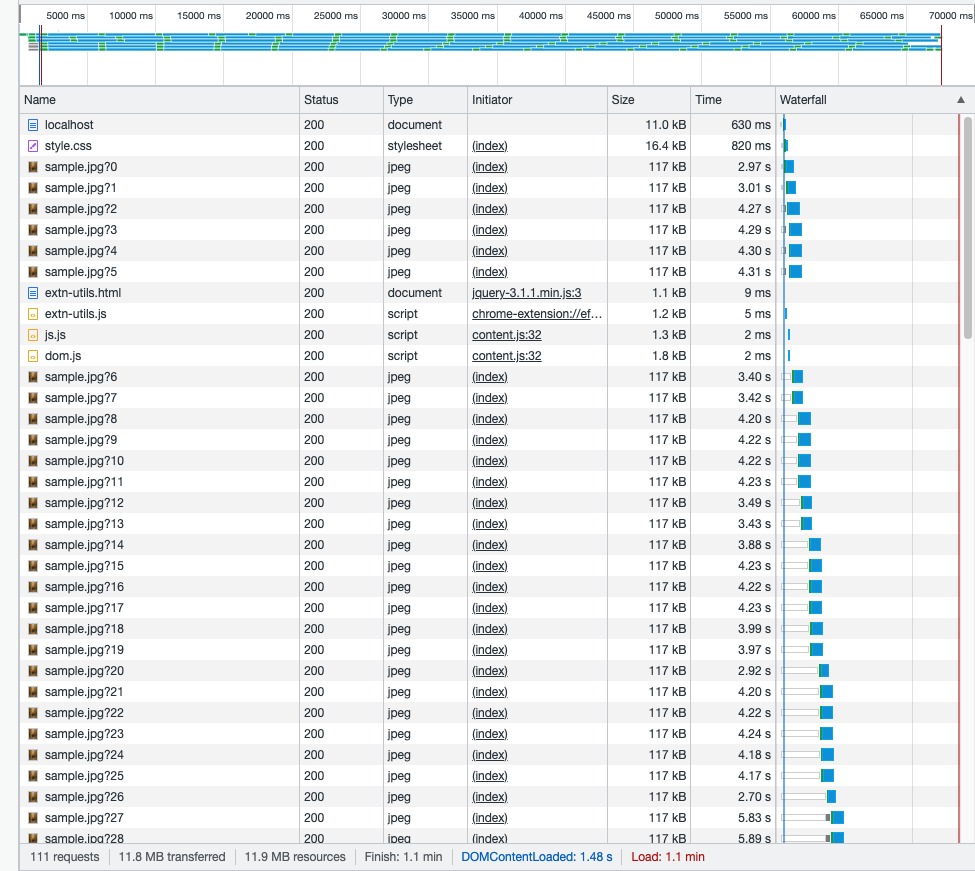 5000 ms 10000 ms 15000 ms 20000 ms 25000 ms 30000 ms 35000 ms 40000 ms 45000 ms 50000 ms 55000 ms 60000 ms 65000 ms 70000 ms
Name Status Type Initiator Size Time Waterfall ▲
localhost 200 document 11.0 kB 630 ms
style.css 200 stylesheet (index) 16.4 kB 820 ms
sample.jpg?0 200 jpeg (index) 117 kB 2.97 s
sample.jpg?1 200 jpeg (index) 117 kB 3.01 s
sample.jpg?2 200 jpeg (index) 117 kB 4.27 s
sample.jpg?3 200 jpeg (index) 117 kB 4.29 s
sample.jpg?4 200 jpeg (index) 117 kB 4.30 s
sample.jpg?5 200 jpeg (index) 117 kB 4.31 s
extn-utils.html 200 document jquery-3.1.1.min.js:3 1.1 kB 9 ms
extn-utils.js 200 script chrome-extension://ef… 1.2 kB 5 ms
js.js 200 script content.js:32 1.3 kB 2 ms
dom.js 200 script content.js:32 1.8 kB 2 ms
sample.jpg?6 200 jpeg (index) 117 kB 3.40 s
sample.jpg?7 200 jpeg (index) 117 kB 3.42 s
sample.jpg?8 200 jpeg (index) 117 kB 4.20 s
sample.jpg?9 200 jpeg (index) 117 kB 4.22 s
sample.jpg?10 200 jpeg (index) 117 kB 4.22 s
sample.jpg?11 200 jpeg (index) 117 kB 4.23 s
sample.jpg?12 200 jpeg (index) 117 kB 3.49 s
sample.jpg?13 200 jpeg (index) 117 kB 3.43 s
sample.jpg?14 200 jpeg (index) 117 kB 3.88 s
sample.jpg?15 200 jpeg (index) 117 kB 4.23 s
sample.jpg?16 200 jpeg (index) 117 kB 4.22 s
sample.jpg?17 200 jpeg (index) 117 kB 4.23 s
sample.jpg?18 200 jpeg (index) 117 kB 3.99 s
sample.jpg?19 200 jpeg (index) 117 kB 3.97 s
sample.jpg?20 200 jpeg (index) 117 kB 2.92 s
sample.jpg?21 200 jpeg (index) 117 kB 4.20 s
sample.jpg?22 200 jpeg (index) 117 kB 4.22 s
sample.jpg?23 200 jpeg (index) 117 kB 4.24 s
sample.jpg?24 200 jpeg (index) 117 kB 4.18 s
sample.jpg?25 200 jpeg (index) 117 kB 4.17 s
sample.jpg?26 200 jpeg (index) 117 kB 2.70 s
sample.jpg?27 200 jpeg (index) 117 kB 5.83 s
sample.jpg?28 200 jpeg (index) 117 kB 5.89 s
111 requests 11.8 MB transferred 11.9 MB resources Finish: 1.1 min DOMContentLoaded: 1.48 s Load: 1.1 min